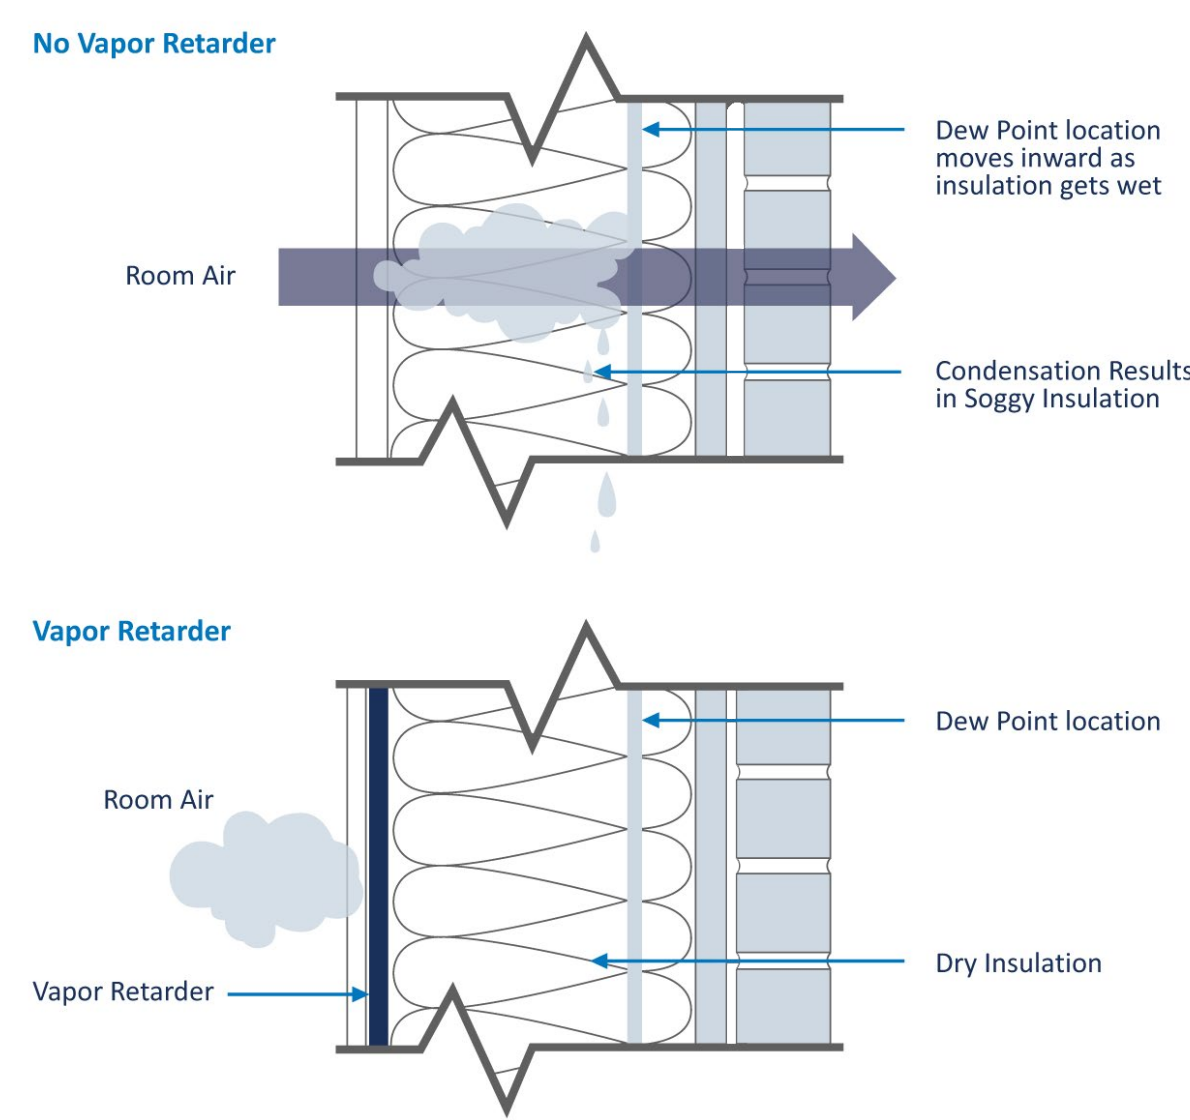 No Vapor Retarder
Dew Point location
moves inward as
insulation gets wet
Room Air
Condensation Results
in Soggy Insulation
Vapor Retarder
Dew Point location
Room Air
Dry Insulation
Vapor Retarder